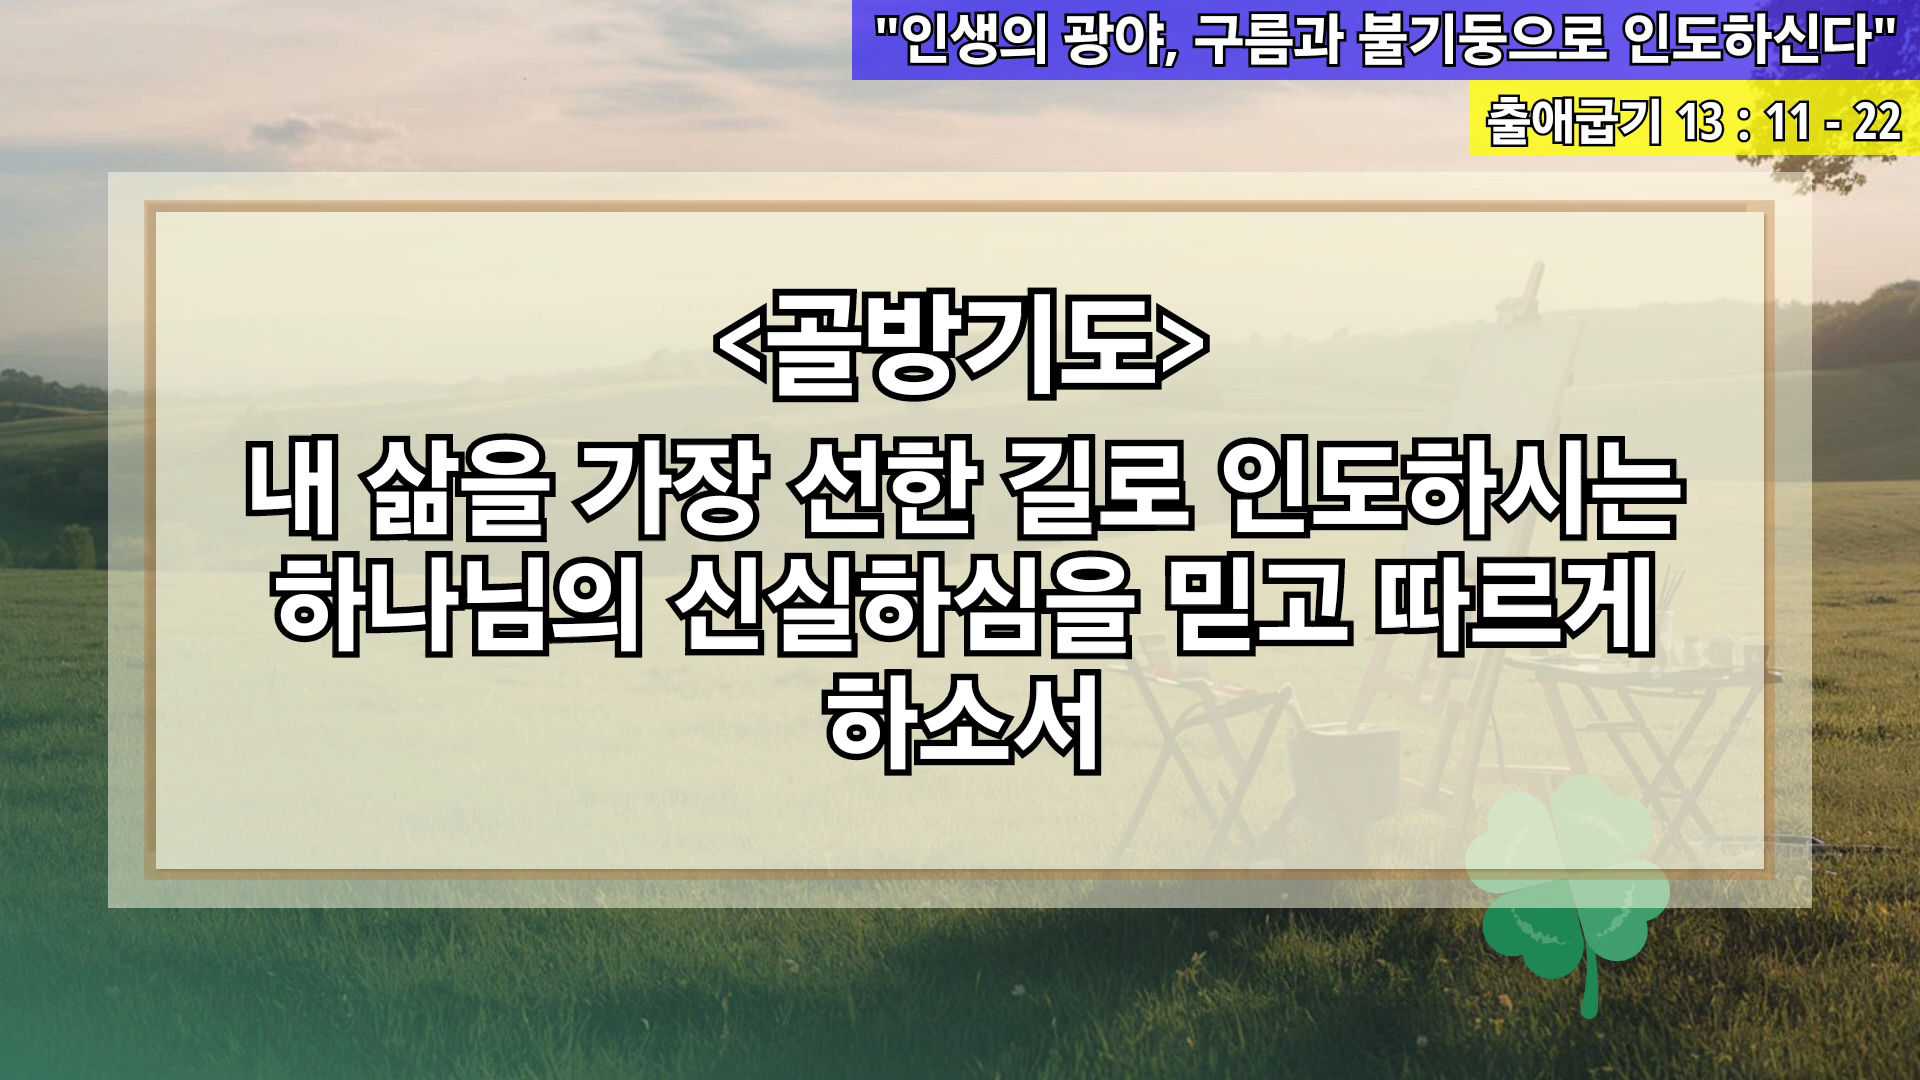 "인생의 광야, 구름과 불기둥으로 인도하신다"
출애굽기 13 : 11 - 22
<골방기도>
내 삶을 가장 선한 길로 인도하시는
하나님의 신실하심을 믿고 따르게
하소서